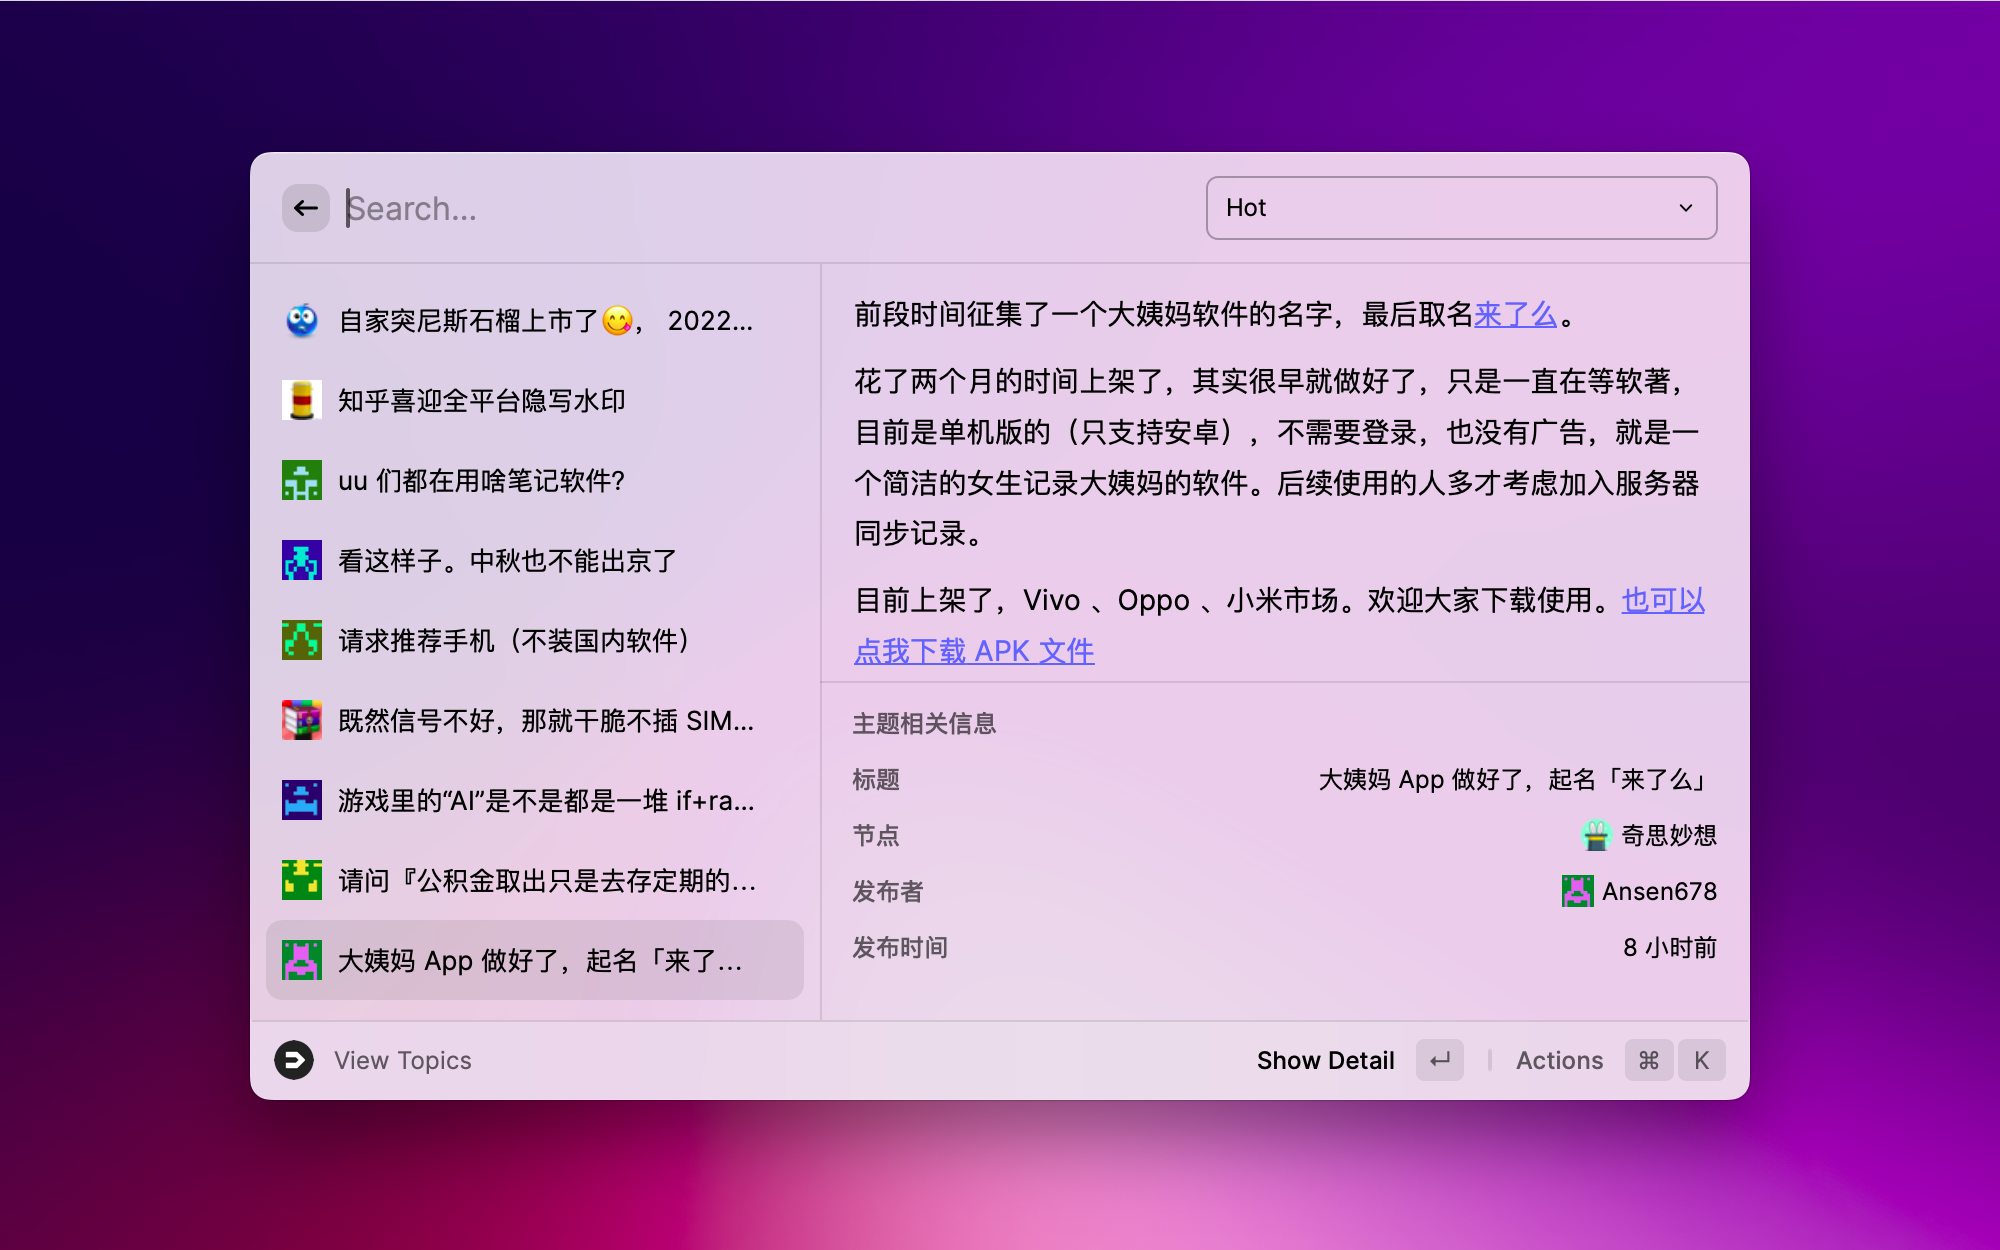 Search...
Hot
自家突尼斯石榴上市了😋， 2022...
知乎喜迎全平台隐写水印
uu 们都在用啥笔记软件?
看这样子。中秋也不能出京了
请求推荐手机（不装国内软件）
既然信号不好，那就干脆不插 SIM...
游戏里的“AI”是不是都是一堆 if+ra...
请问『公积金取出只是去存定期的...
大姨妈 App 做好了，起名「来了...
前段时间征集了一个大姨妈软件的名字，最后取名来了么。
花了两个月的时间上架了，其实很早就做好了，只是一直在等软著，
目前是单机版的（只支持安卓），不需要登录，也没有广告，就是一
个简洁的女生记录大姨妈的软件。后续使用的人多才考虑加入服务器
同步记录。
目前上架了，Vivo 、Oppo 、小米市场。欢迎大家下载使用。也可以
点我下载 APK 文件
主题相关信息
标题 大姨妈 App 做好了，起名「来了么」
节点 奇思妙想
发布者 Ansen678
发布时间 8 小时前
View Topics
Show Detail ↵ Actions ⌘ K